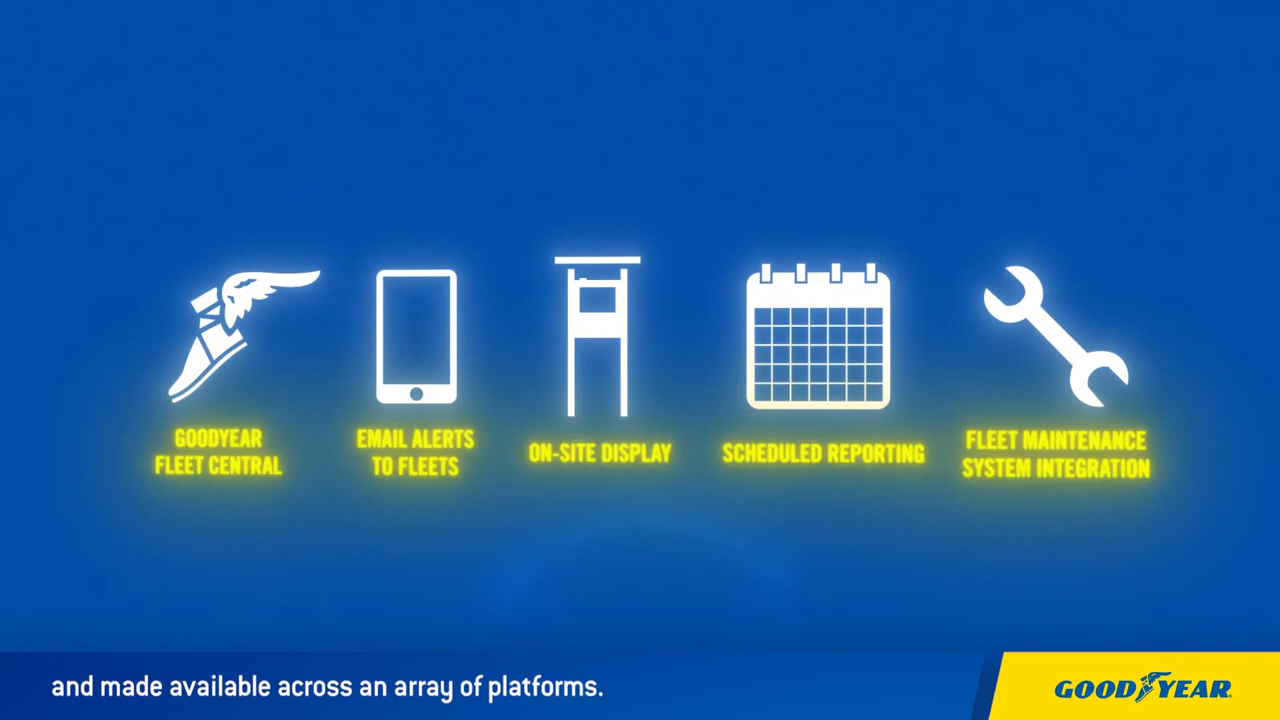 GOODYEAR
FLEET CENTRAL
EMAIL ALERTS
TO FLEETS
ON-SITE DISPLAY
SCHEDULED REPORTING
FLEET MAINTENANCE
SYSTEM INTEGRATION
and made available across an array of platforms.
GOODYEAR